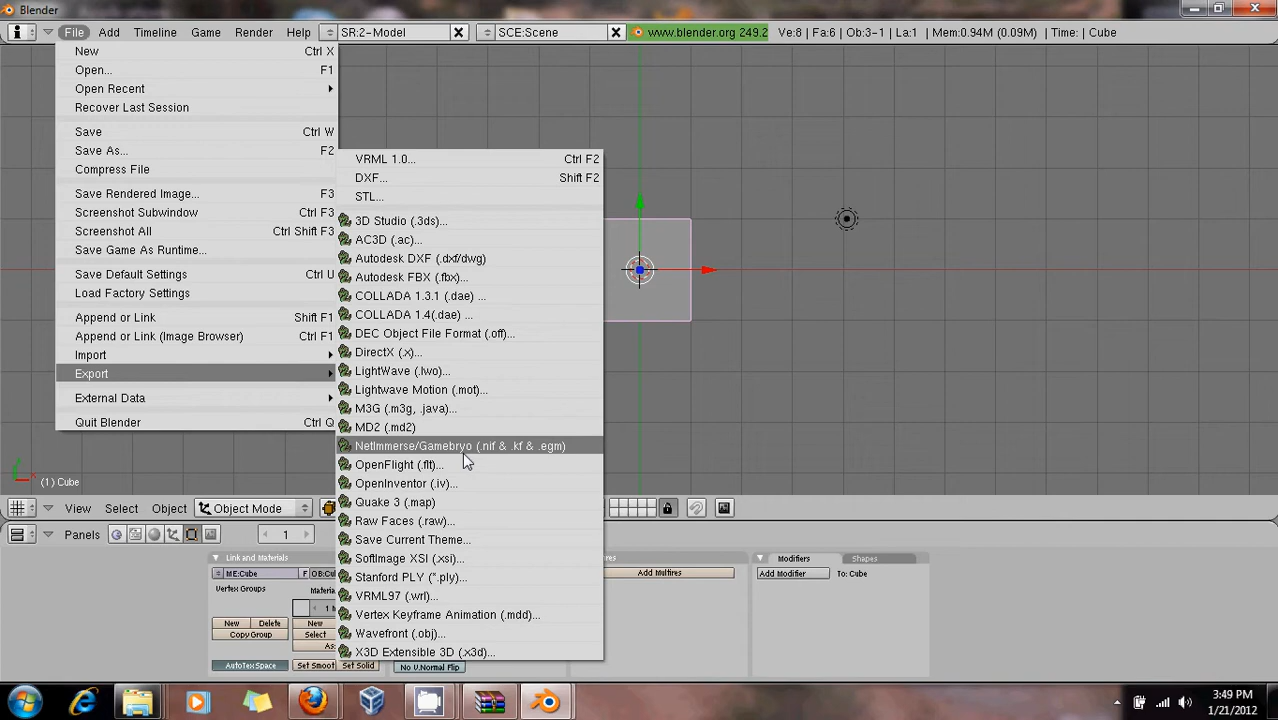 File Add Timeline Game Render Help SR:2-Model SCE:Scene www.blender.org 249.2 Ve:8 | Fa:6 | Ob:3-1 | La:1 | Mem:0.94M (0.09M) | Time: | Cube
New Ctrl X
Open... F1
Open Recent
Recover Last Session
Save Ctrl W
Save As... F2
Compress File
Save Rendered Image... F3
Screenshot Subwindow Ctrl F3
Screenshot All Ctrl Shift F3
Save Game As Runtime...
Save Default Settings Ctrl U
Load Factory Settings
Append or Link Shift F1
Append or Link (Image Browser) Ctrl F1
Import
Export
External Data
Quit Blender Ctrl Q
VRML 1.0... Ctrl F2
DXF... Shift F2
STL...
3D Studio (.3ds)...
AC3D (.ac)...
Autodesk DXF (.dxf/dwg)
Autodesk FBX (.fbx)...
COLLADA 1.3.1 (.dae) ...
COLLADA 1.4(.dae) ...
DEC Object File Format (.off)...
DirectX (.x)...
LightWave (.lwo)...
Lightwave Motion (.mot)...
M3G (.m3g, .java)...
MD2 (.md2)
NetImmerse/Gamebryo (.nif & .kf & .egm)
OpenFlight (.flt)...
OpenInventor (.iv)...
Quake 3 (.map)
Raw Faces (.raw)...
Save Current Theme...
SoftImage XSI (.xsi)...
Stanford PLY (*.ply)...
VRML97 (.wrl)...
Vertex Keyframe Animation (.mdd)...
Wavefront (.obj)...
X3D Extensible 3D (.x3d)...
(1) Cube
View Select Object Object Mode
Panels 1
Link and Materials
ME:Cube F OB:Cub
Vertex Groups
New Delete New
Copy Group Select
AutoTexSpace Set Smoot Set Solid
No V.Normal Flip
Add Multires
Modifiers Shapes
Add Modifier To: Cube
3:49 PM
1/21/2012